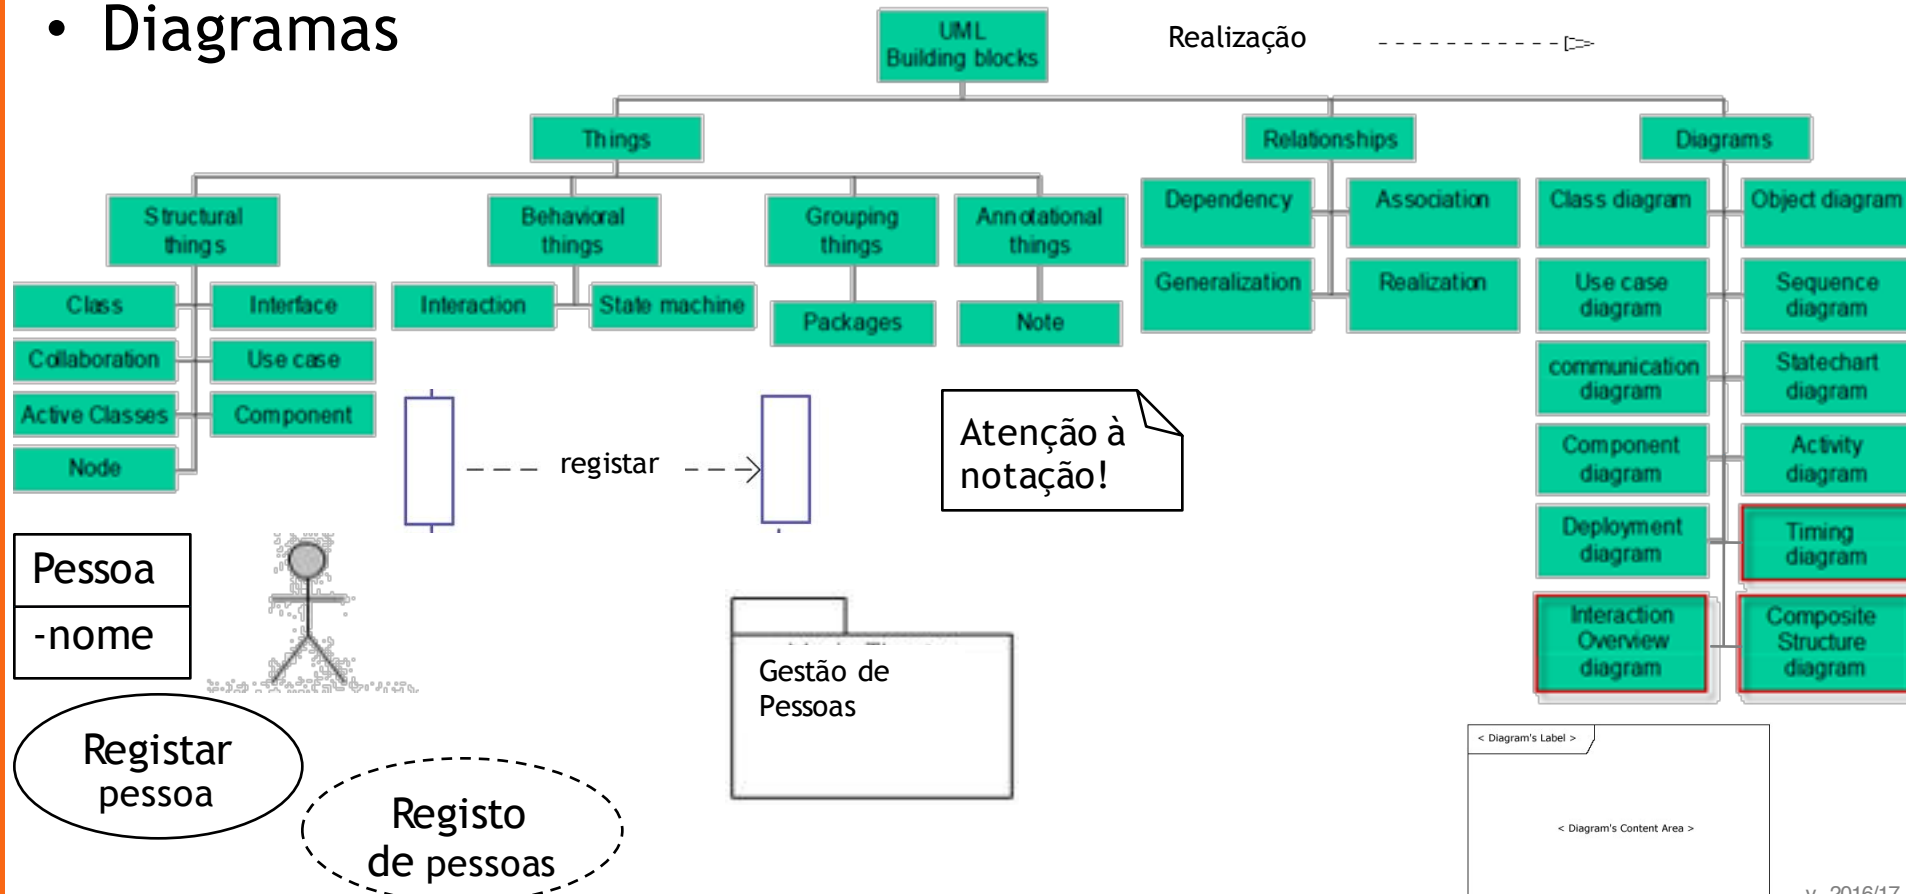 • Diagramas
UML
Building blocks
Realização
Things
Relationships
Diagrams
Structural
things
Behavioral
things
Grouping
things
Annotational
things
Dependency
Association
Class diagram
Object diagram
Class
Interface
Interaction
State machine
Packages
Note
Generalization
Realization
Use case
diagram
Sequence
diagram
Collaboration
Use case
communication
diagram
Statechart
diagram
Active Classes
Component
Node
registar
Atenção à
notação!
Component
diagram
Activity
diagram
Deployment
diagram
Timing
diagram
Interaction
Overview
diagram
Composite
Structure
diagram
Pessoa
-nome
Gestão de
Pessoas
Registar
pessoa
Registo
de pessoas
< Diagram's Label >
< Diagram's Content Area >
v. 2016/17